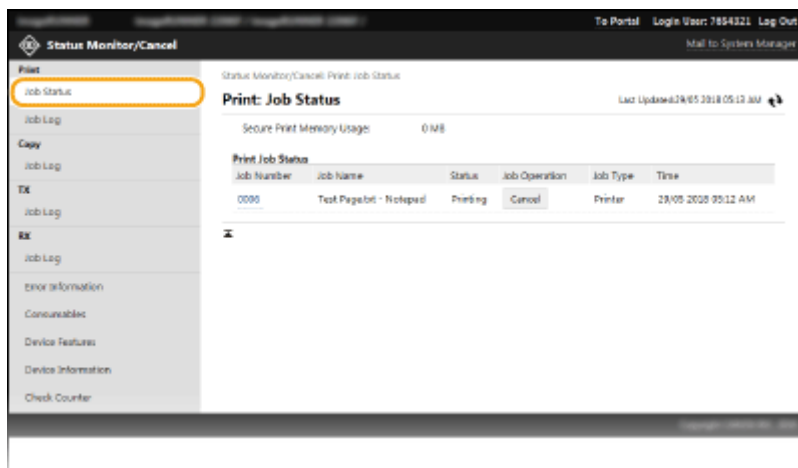 To Portal Login User: 7654321 Log Out
Status Monitor/Cancel
Mail to System Manager
Print
Job Status
Job Log
Copy
Job Log
TX
Job Log
RX
Job Log
Error Information
Consumables
Device Features
Device Information
Check Counter
Status Monitor/Cancel: Print: Job Status
Print: Job Status
Last Updated:29/05 2018 05:13 AM
Secure Print Memory Usage: 0 MB
Print Job Status
Job Number Job Name Status Job Operation Job Type Time
0006 Test Page.txt - Notepad Printing Cancel Printer 29/05 2018 05:12 AM